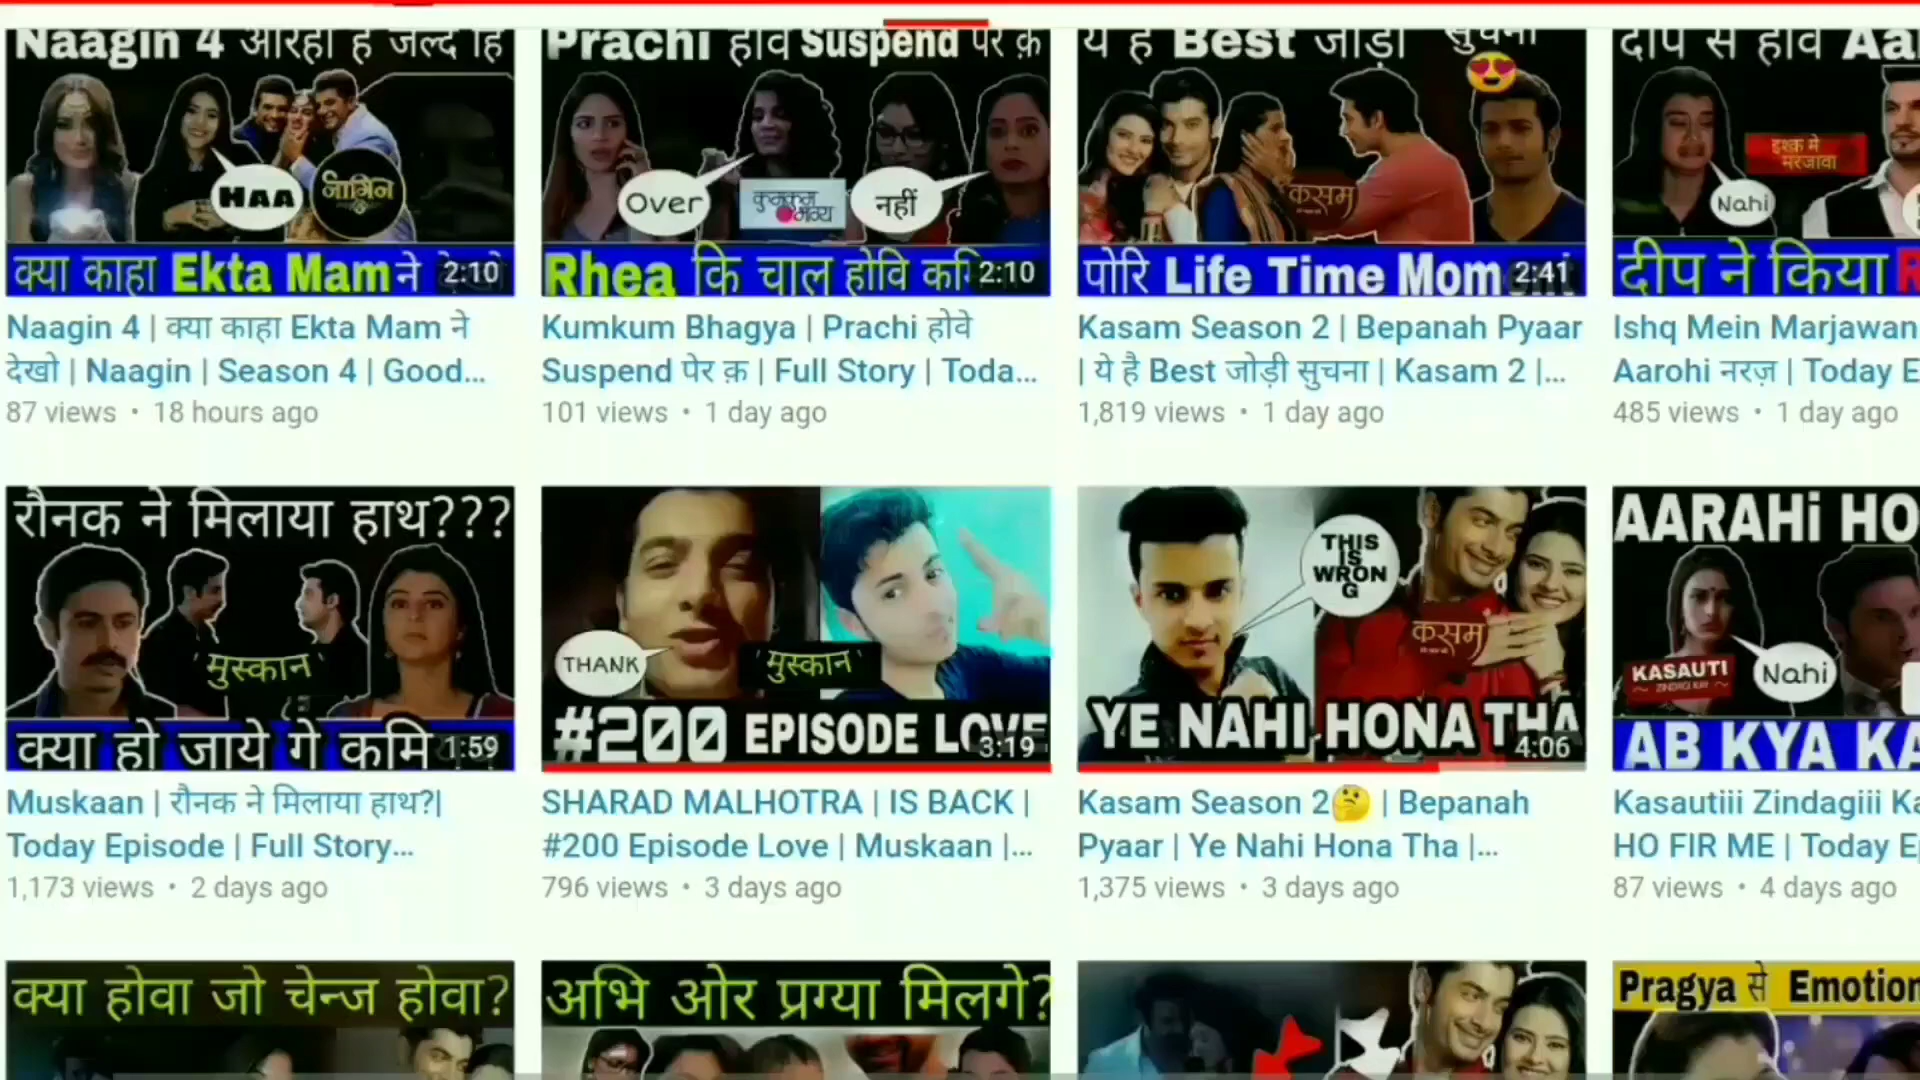 Naagin 4 आरहा है जल्द हि
HAA
नागिन
क्या काहा Ekta Mam ने
2:10
Naagin 4 | क्या काहा Ekta Mam ने
देखो | Naagin | Season 4 | Good...
87 views • 18 hours ago
Prachi होवे Suspend पेर क़
Over
कुमकुम
भाग्य
नहीं
Rhea कि चाल होवि
2:10
Kumkum Bhagya | Prachi होवे
Suspend पेर क़ | Full Story | Toda...
101 views • 1 day ago
ये है Best जोड़ी सुचना
कसम
पोरि Life Time Mom
2:41
Kasam Season 2 | Bepanah Pyaar
| ये है Best जोड़ी सुचना | Kasam 2 |...
1,819 views • 1 day ago
दीप से होवे Aa
इश्क़ में
मरजावां
Nahi
दीप ने किया R
Ishq Mein Marjawan
Aarohi नरज़ | Today E
485 views • 1 day ago
रौनक ने मिलाया हाथ???
मुस्कान
क्या हो जाये गे कमि
1:59
Muskaan | रौनक ने मिलाया हाथ?|
Today Episode | Full Story...
1,173 views • 2 days ago
THANK
मुस्कान
#200 EPISODE LOVE
3:19
SHARAD MALHOTRA | IS BACK |
#200 Episode Love | Muskaan |...
796 views • 3 days ago
THIS
IS
WRON
G
कसम
YE NAHI HONA THA
4:06
Kasam Season 2🤔 | Bepanah
Pyaar | Ye Nahi Hona Tha |...
1,375 views • 3 days ago
AARAHi HO
KASAUTI
ZINDAGII KAY
Nahi
AB KYA KA
Kasautiii Zindagiii Ka
HO FIR ME | Today E
87 views • 4 days ago
क्या होवा जो चेन्ज होवा?
अभि ओर प्रग्या मिलगे?
Pragya से Emotion